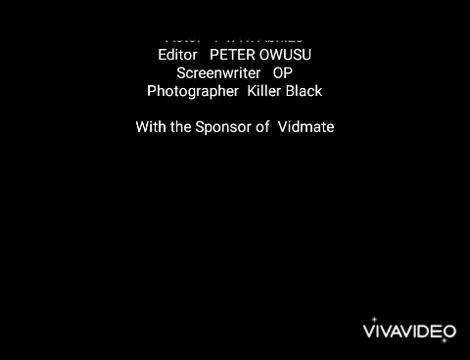 Editor PETER OWUSU
Screenwriter OP
Photographer Killer Black
With the Sponsor of Vidmate
VIVAVIDEO